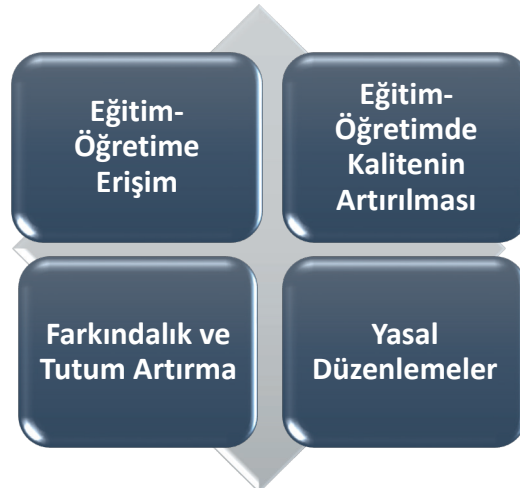 Eğitim-
Öğretime
Erişim
Eğitim-
Öğretimde
Kalitenin
Artırılması
Farkındalık ve
Tutum Artırma
Yasal
Düzenlemeler